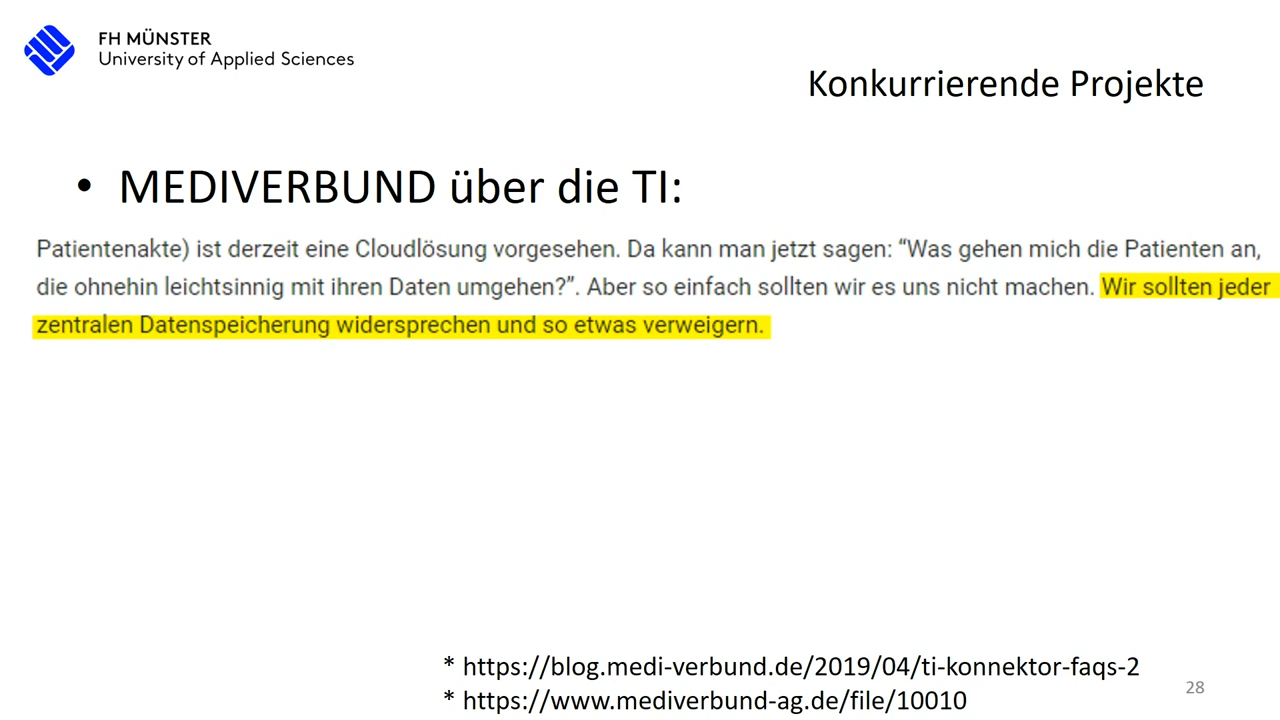 FH MÜNSTER
University of Applied Sciences
Konkurrierende Projekte
• MEDIVERBUND über die TI:
Patientenakte) ist derzeit eine Cloudlösung vorgesehen. Da kann man jetzt sagen: “Was gehen mich die Patienten an,
die ohnehin leichtsinnig mit ihren Daten umgehen?”. Aber so einfach sollten wir es uns nicht machen. Wir sollten jeder
zentralen Datenspeicherung widersprechen und so etwas verweigern.
* https://blog.medi-verbund.de/2019/04/ti-konnektor-faqs-2
* https://www.mediverbund-ag.de/file/10010
28